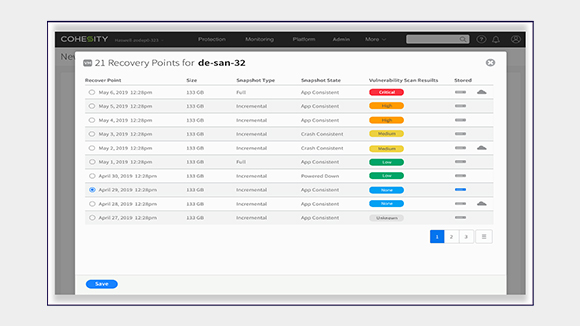 COHESITY
Protection Monitoring Platform Admin More
New
VM 21 Recovery Points for de-san-32
Recover Point Size Snapshot Type Snapshot State Vulnerability Scan Results Stored
May 6, 2019 12:28pm 133 GB Full App Consistent Critical
May 5, 2019 12:28pm 133 GB Incremental App Consistent High
May 4, 2019 12:28pm 133 GB Incremental App Consistent High
May 3, 2019 12:28pm 133 GB Incremental Crash Consistent Medium
May 2, 2019 12:28pm 133 GB Incremental Crash Consistent Medium
May 1, 2019 12:28pm 133 GB Full App Consistent Low
April 30, 2019 12:28pm 133 GB Incremental Powered Down Low
April 29, 2019 12:28pm 132 GB Incremental App Consistent None
April 28, 2019 12:28pm 132 GB Incremental App Consistent None
April 27, 2019 12:28pm 132 GB Incremental App Consistent Unknown
1 2 3
Save